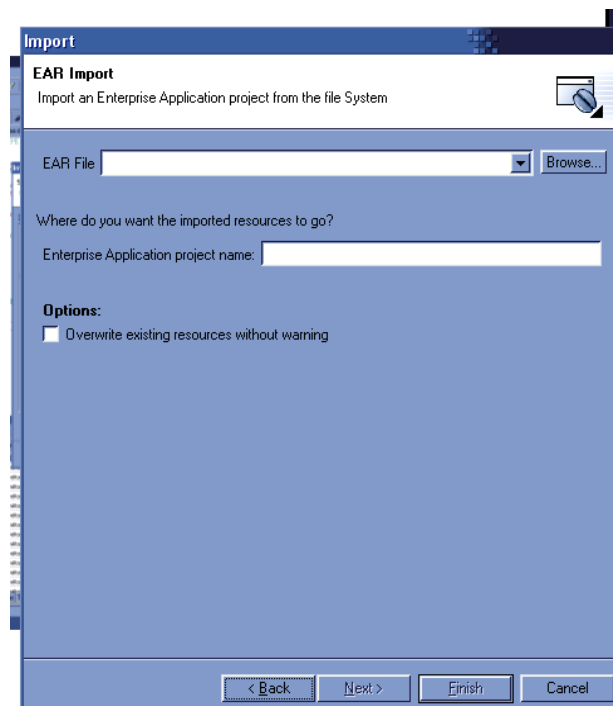 Import
EAR Import
Import an Enterprise Application project from the file System
EAR File
Browse...
Where do you want the imported resources to go?
Enterprise Application project name:
Options:
Overwrite existing resources without warning
< Back Next > Finish Cancel